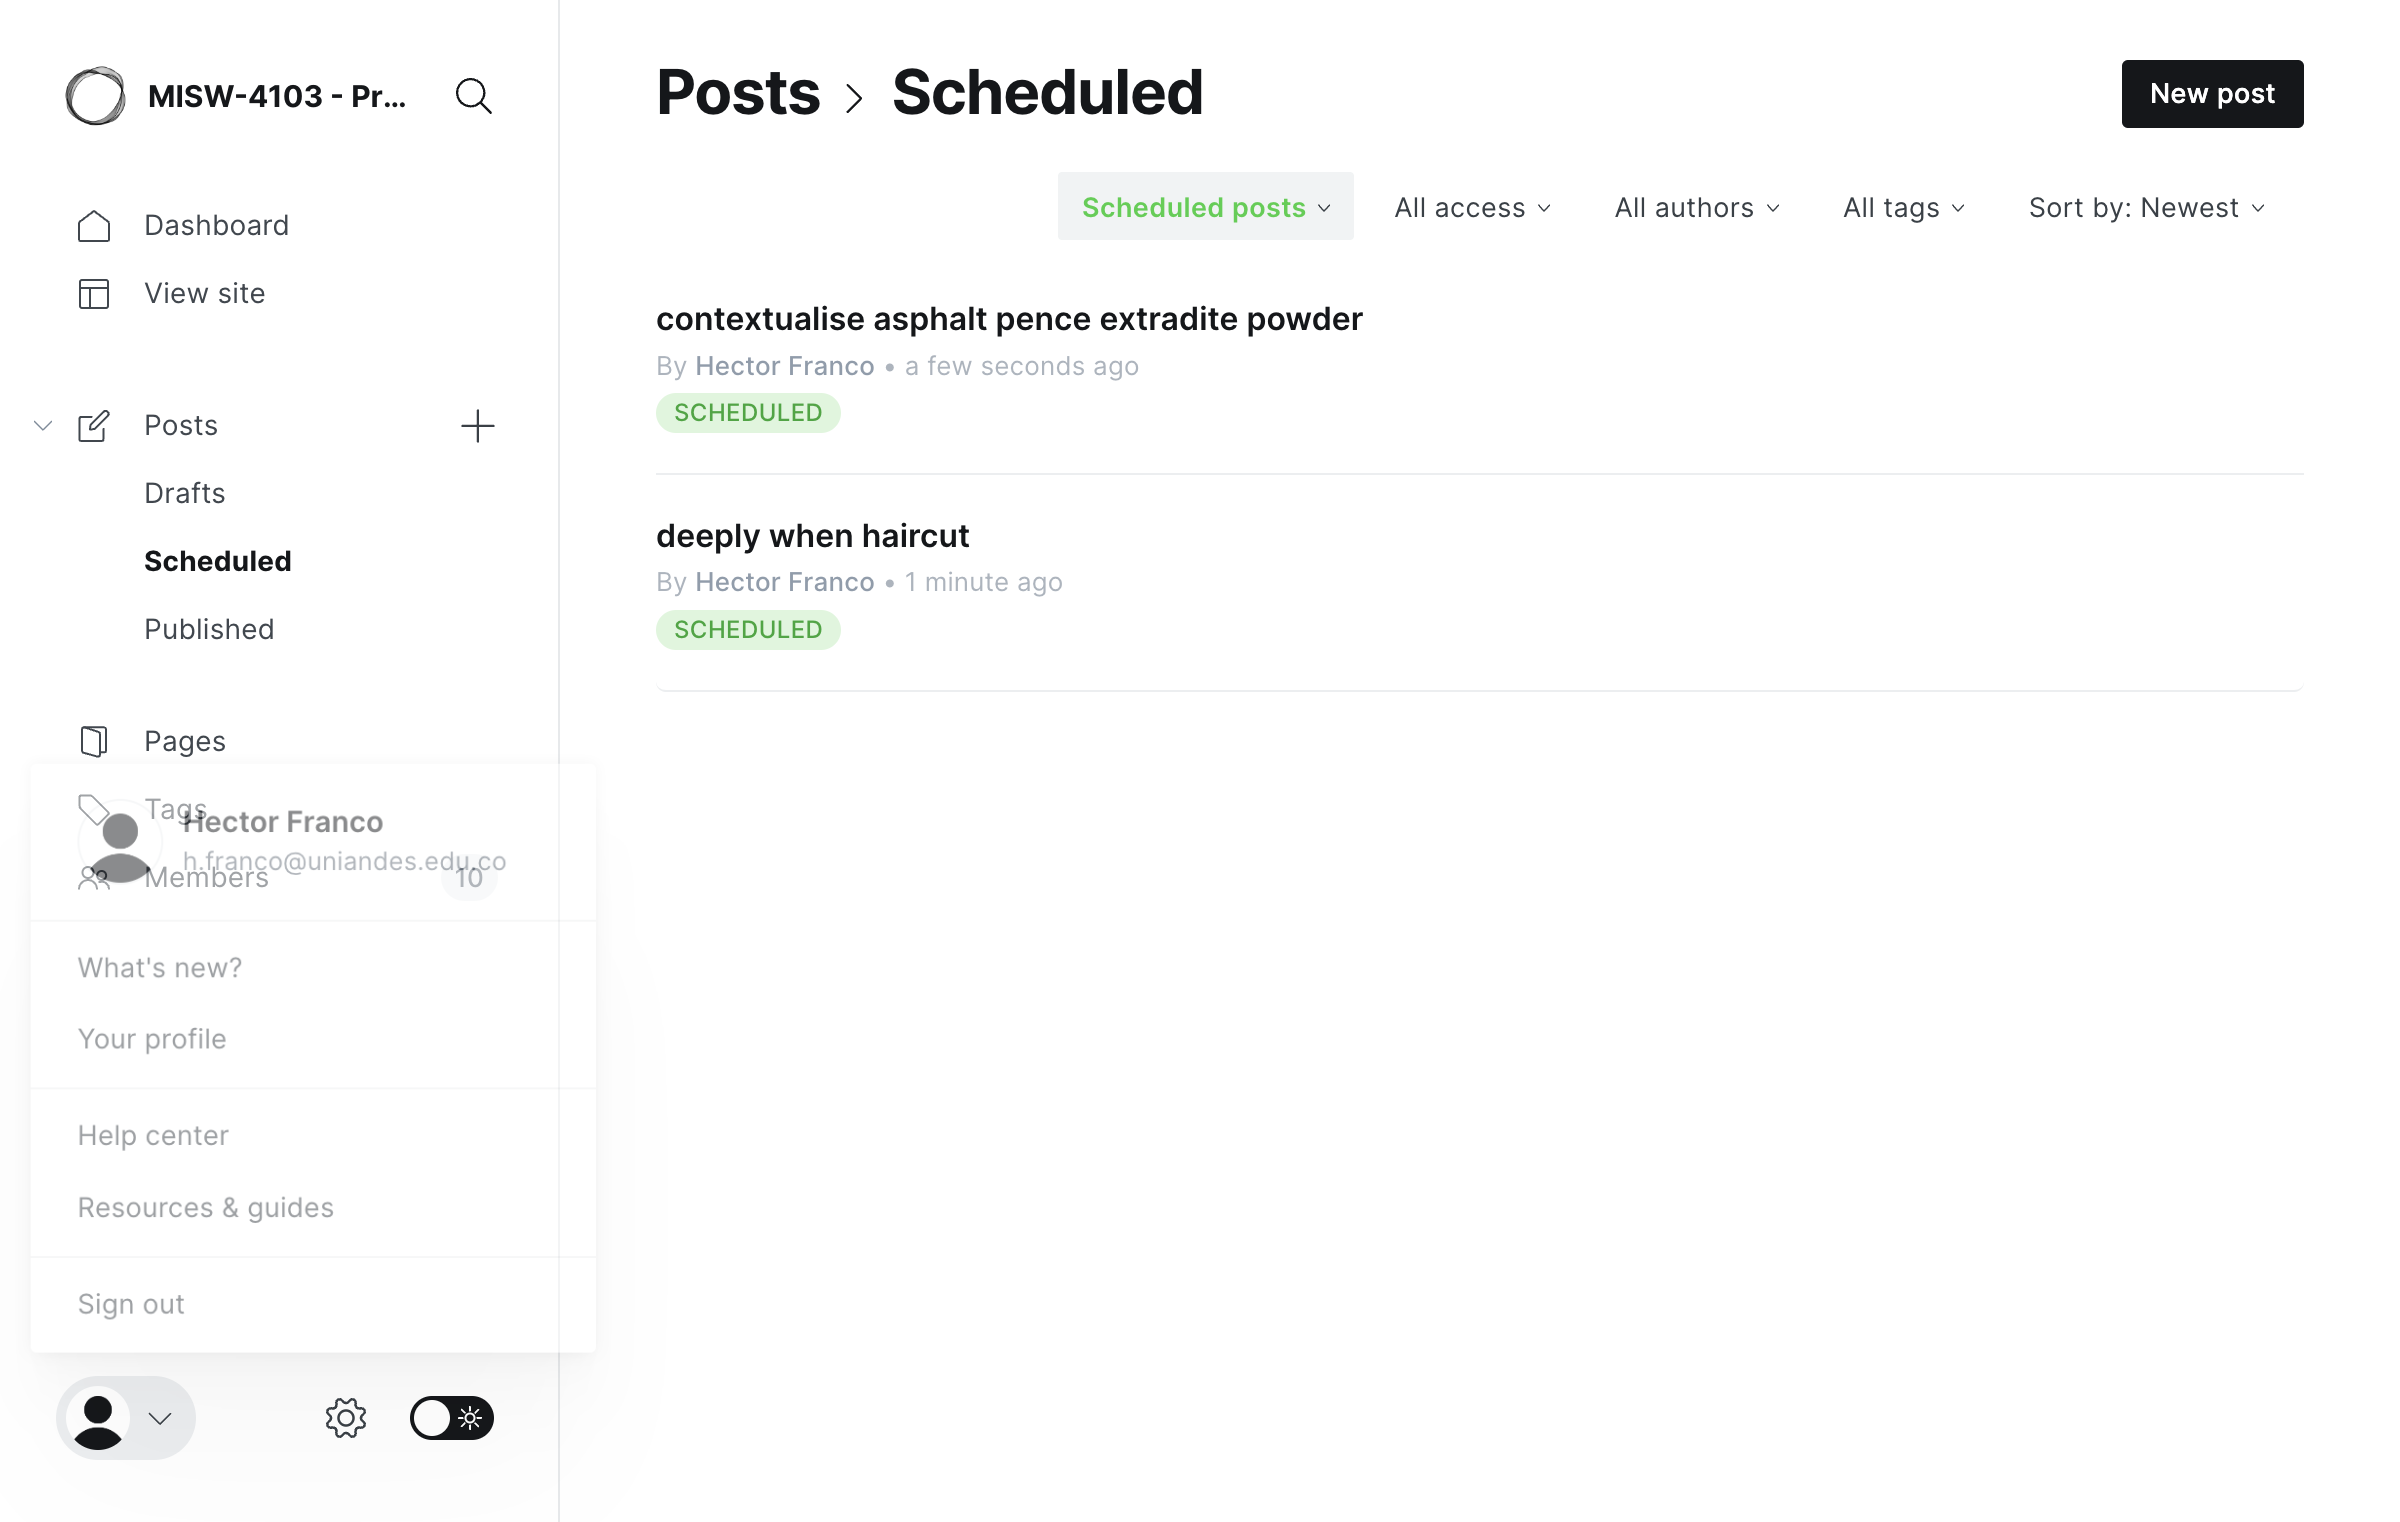 MISW-4103 - Pr...
Dashboard
View site
Posts
Drafts
Scheduled
Published
Pages
Tags
Hector Franco
h.franco@uniandes.edu.co
Members 10
What's new?
Your profile
Help center
Resources & guides
Sign out
Posts > Scheduled
New post
Scheduled posts All access All authors All tags Sort by: Newest
contextualise asphalt pence extradite powder
By Hector Franco • a few seconds ago
SCHEDULED
deeply when haircut
By Hector Franco • 1 minute ago
SCHEDULED